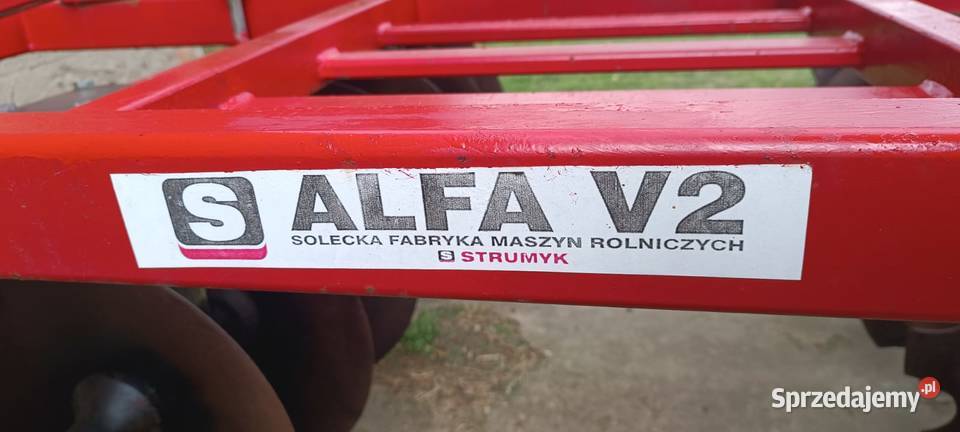 S ALFA V2
SOLECKA FABRYKA MASZYN ROLNICZYCH
S STRUMYK
Sprzedajemy.pl